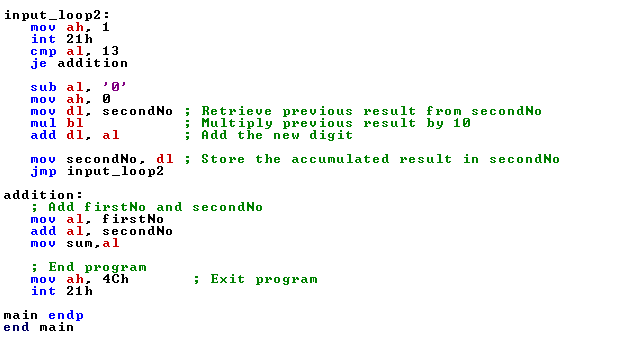 input_loop2:
   mov ah, 1
   int 21h
   cmp al, 13
   je addition
   sub al, '0'
   mov ah, 0
   mov dl, secondNo ; Retrieve previous result from secondNo
   mul bl           ; Multiply previous result by 10
   add dl, al       ; Add the new digit
   mov secondNo, dl ; Store the accumulated result in secondNo
   jmp input_loop2
addition:
   ; Add firstNo and secondNo
   mov al, firstNo
   add al, secondNo
   mov sum,al
   ; End program
   mov ah, 4Ch       ; Exit program
   int 21h
main endp
end main